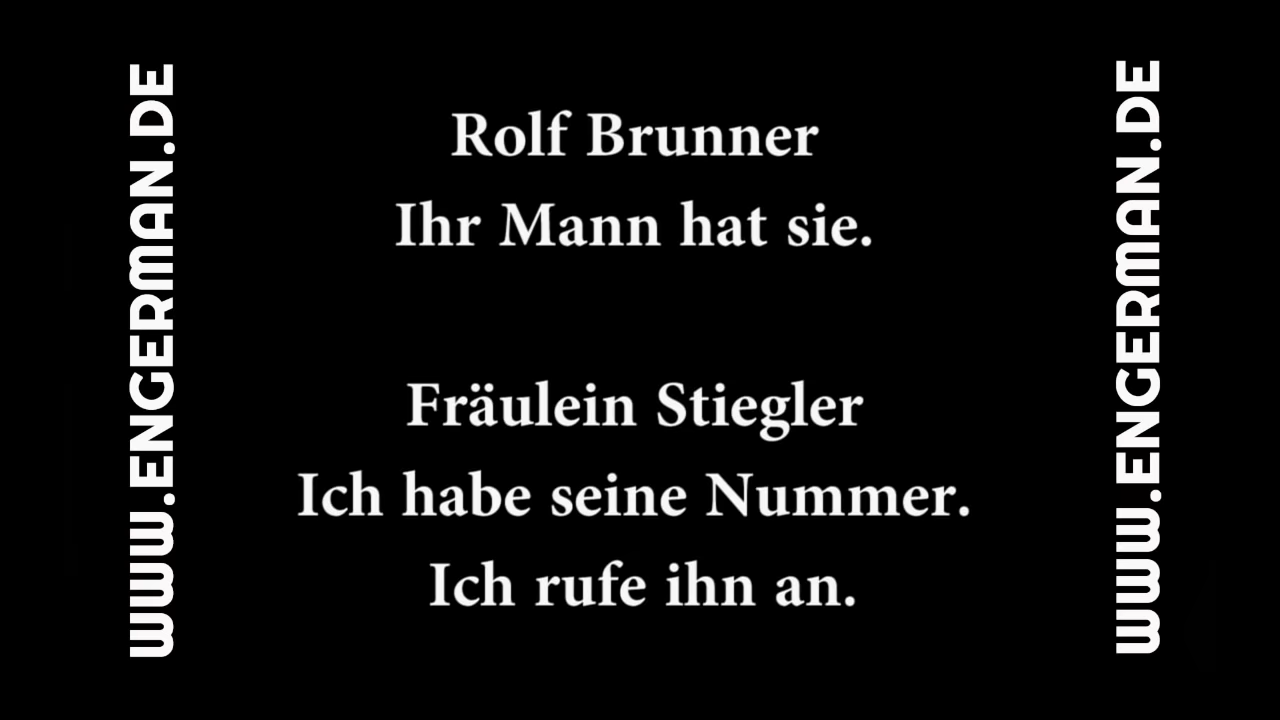 WWW.ENGERMAN.DE
Rolf Brunner
Ihr Mann hat sie.
Fräulein Stiegler
Ich habe seine Nummer.
Ich rufe ihn an.
WWW.ENGERMAN.DE